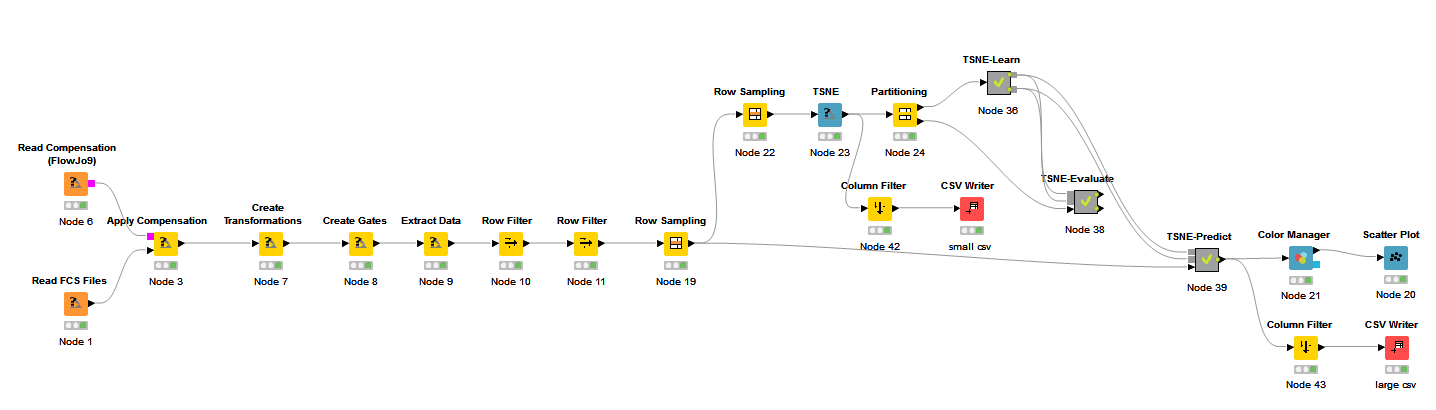 TSNE-Learn
Node 36
Row Sampling
Node 22
TSNE
Node 23
Partitioning
Node 24
Read Compensation
(FlowJo9)
Node 6
Column Filter
Node 42
CSV Writer
small csv
TSNE-Evaluate
Node 38
Apply Compensation
Node 3
Create
Transformations
Node 7
Create Gates
Node 8
Extract Data
Node 9
Row Filter
Node 10
Row Filter
Node 11
Row Sampling
Node 19
TSNE-Predict
Node 39
Color Manager
Node 21
Scatter Plot
Node 20
Read FCS Files
Node 1
Column Filter
Node 43
CSV Writer
large csv